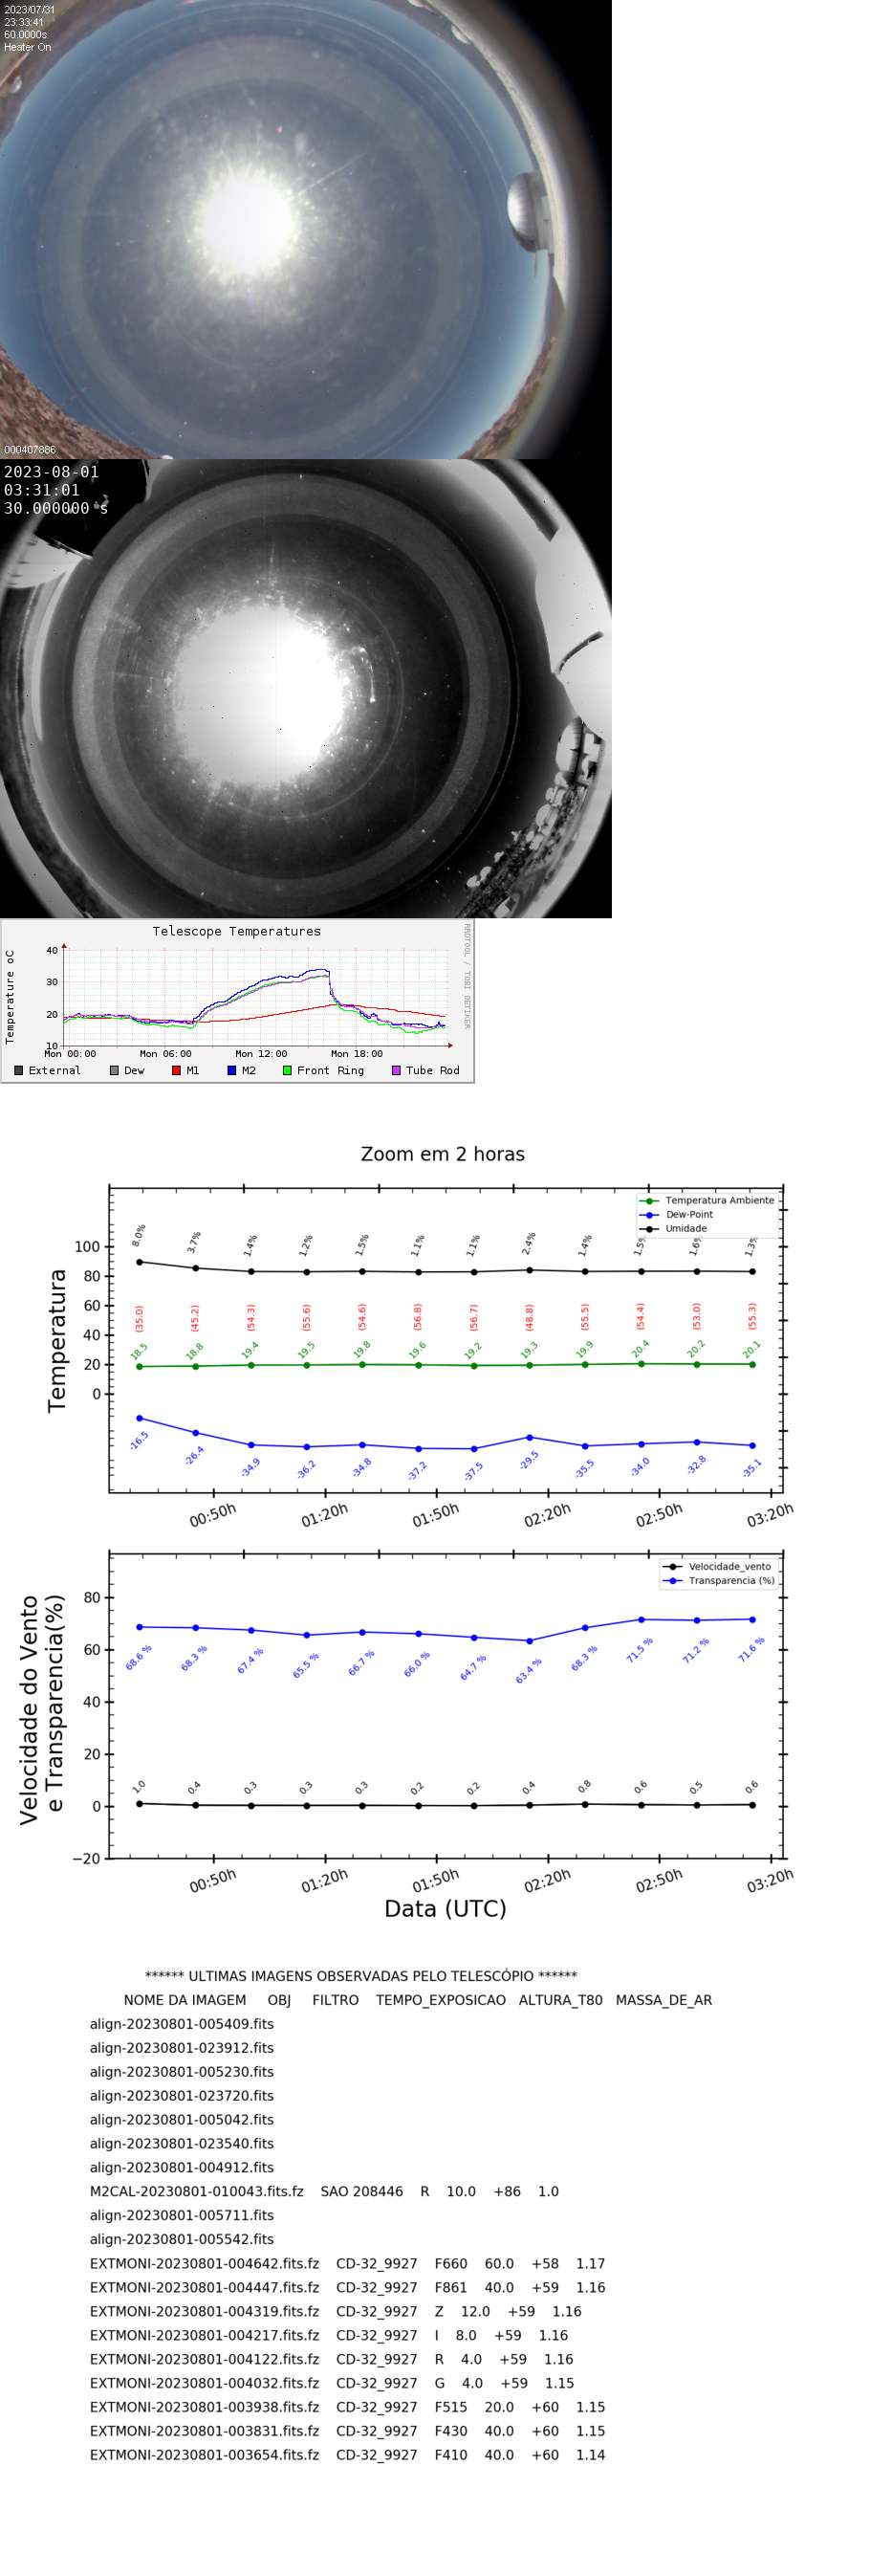 2023/07/31
23:33:41
60.0000s
Heater On
000407886
2023-08-01
03:31:01
30.000000 s
Telescope Temperatures
RRDTOOL / TOBI OETIKER
Temperature oC
40
30
20
10
Mon 00:00 Mon 06:00 Mon 12:00 Mon 18:00
External Dew M1 M2 Front Ring Tube Rod
Zoom em 2 horas
Temperatura Ambiente
Dew-Point
Umidade
Temperatura
100
80
60
40
20
0
8.0% 3.7% 1.4% 1.2% 1.5% 1.1% 1.1% 2.4% 1.4% 1.5% 1.6% 1.3%
(35.0) (45.2) (54.3) (55.6) (54.6) (56.8) (56.7) (48.8) (55.5) (54.4) (53.0) (55.3)
18.5 18.8 19.4 19.5 19.8 19.6 19.2 19.3 19.9 20.4 20.2 20.1
-16.5 -26.4 -34.9 -36.2 -34.8 -37.2 -37.5 -29.5 -35.5 -34.0 -32.8 -35.1
00:50h 01:20h 01:50h 02:20h 02:50h 03:20h
Velocidade_vento
Transparencia (%)
Velocidade do Vento
e Transparencia(%)
80
60
40
20
0
−20
68.6 % 68.3 % 67.4 % 65.5 % 66.7 % 66.0 % 64.7 % 63.4 % 68.3 % 71.5 % 71.2 % 71.6 %
1.0 0.4 0.3 0.3 0.3 0.2 0.2 0.4 0.8 0.6 0.5 0.6
00:50h 01:20h 01:50h 02:20h 02:50h 03:20h
Data (UTC)
****** ULTIMAS IMAGENS OBSERVADAS PELO TELESCÓPIO ******
NOME DA IMAGEM OBJ FILTRO TEMPO_EXPOSICAO ALTURA_T80 MASSA_DE_AR
align-20230801-005409.fits
align-20230801-023912.fits
align-20230801-005230.fits
align-20230801-023720.fits
align-20230801-005042.fits
align-20230801-023540.fits
align-20230801-004912.fits
M2CAL-20230801-010043.fits.fz SAO 208446 R 10.0 +86 1.0
align-20230801-005711.fits
align-20230801-005542.fits
EXTMONI-20230801-004642.fits.fz CD-32_9927 F660 60.0 +58 1.17
EXTMONI-20230801-004447.fits.fz CD-32_9927 F861 40.0 +59 1.16
EXTMONI-20230801-004319.fits.fz CD-32_9927 Z 12.0 +59 1.16
EXTMONI-20230801-004217.fits.fz CD-32_9927 I 8.0 +59 1.16
EXTMONI-20230801-004122.fits.fz CD-32_9927 R 4.0 +59 1.16
EXTMONI-20230801-004032.fits.fz CD-32_9927 G 4.0 +59 1.15
EXTMONI-20230801-003938.fits.fz CD-32_9927 F515 20.0 +60 1.15
EXTMONI-20230801-003831.fits.fz CD-32_9927 F430 40.0 +60 1.15
EXTMONI-20230801-003654.fits.fz CD-32_9927 F410 40.0 +60 1.14